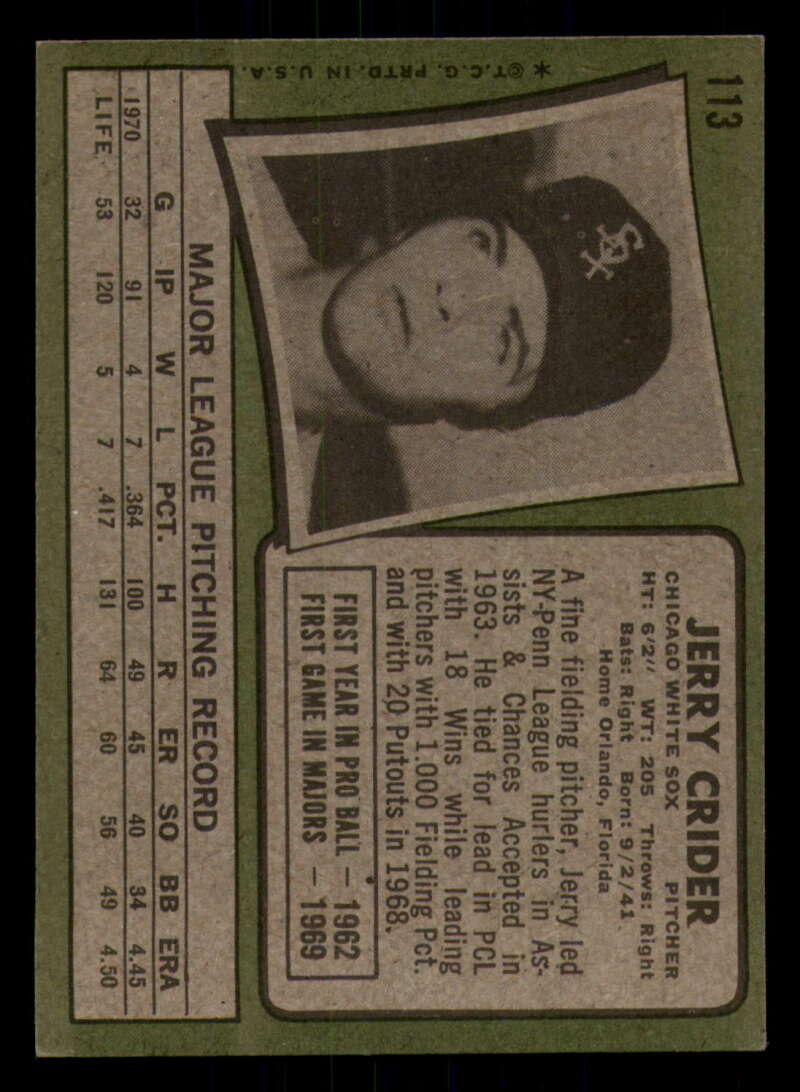 113
✶ ©T.C.G. PRTD. IN U.S.A.
JERRY CRIDER
CHICAGO WHITE SOX PITCHER
HT: 6'2" WT: 205 Throws: Right
Bats: Right Born: 9/2/41
Home Orlando, Florida
A fine fielding pitcher, Jerry led
NY-Penn League hurlers in As-
sists & Chances Accepted in
1963. He tied for lead in PCL
with 18 Wins while leading
pitchers with 1.000 Fielding Pct.
and with 20 Putouts in 1968.
FIRST YEAR IN PRO BALL — 1962
FIRST GAME IN MAJORS — 1969
MAJOR LEAGUE PITCHING RECORD
G IP W L PCT. H R ER SO BB ERA
1970 32 91 4 7 .364 100 49 45 40 34 4.45
LIFE 53 120 5 7 .417 131 64 60 56 49 4.50
SOX